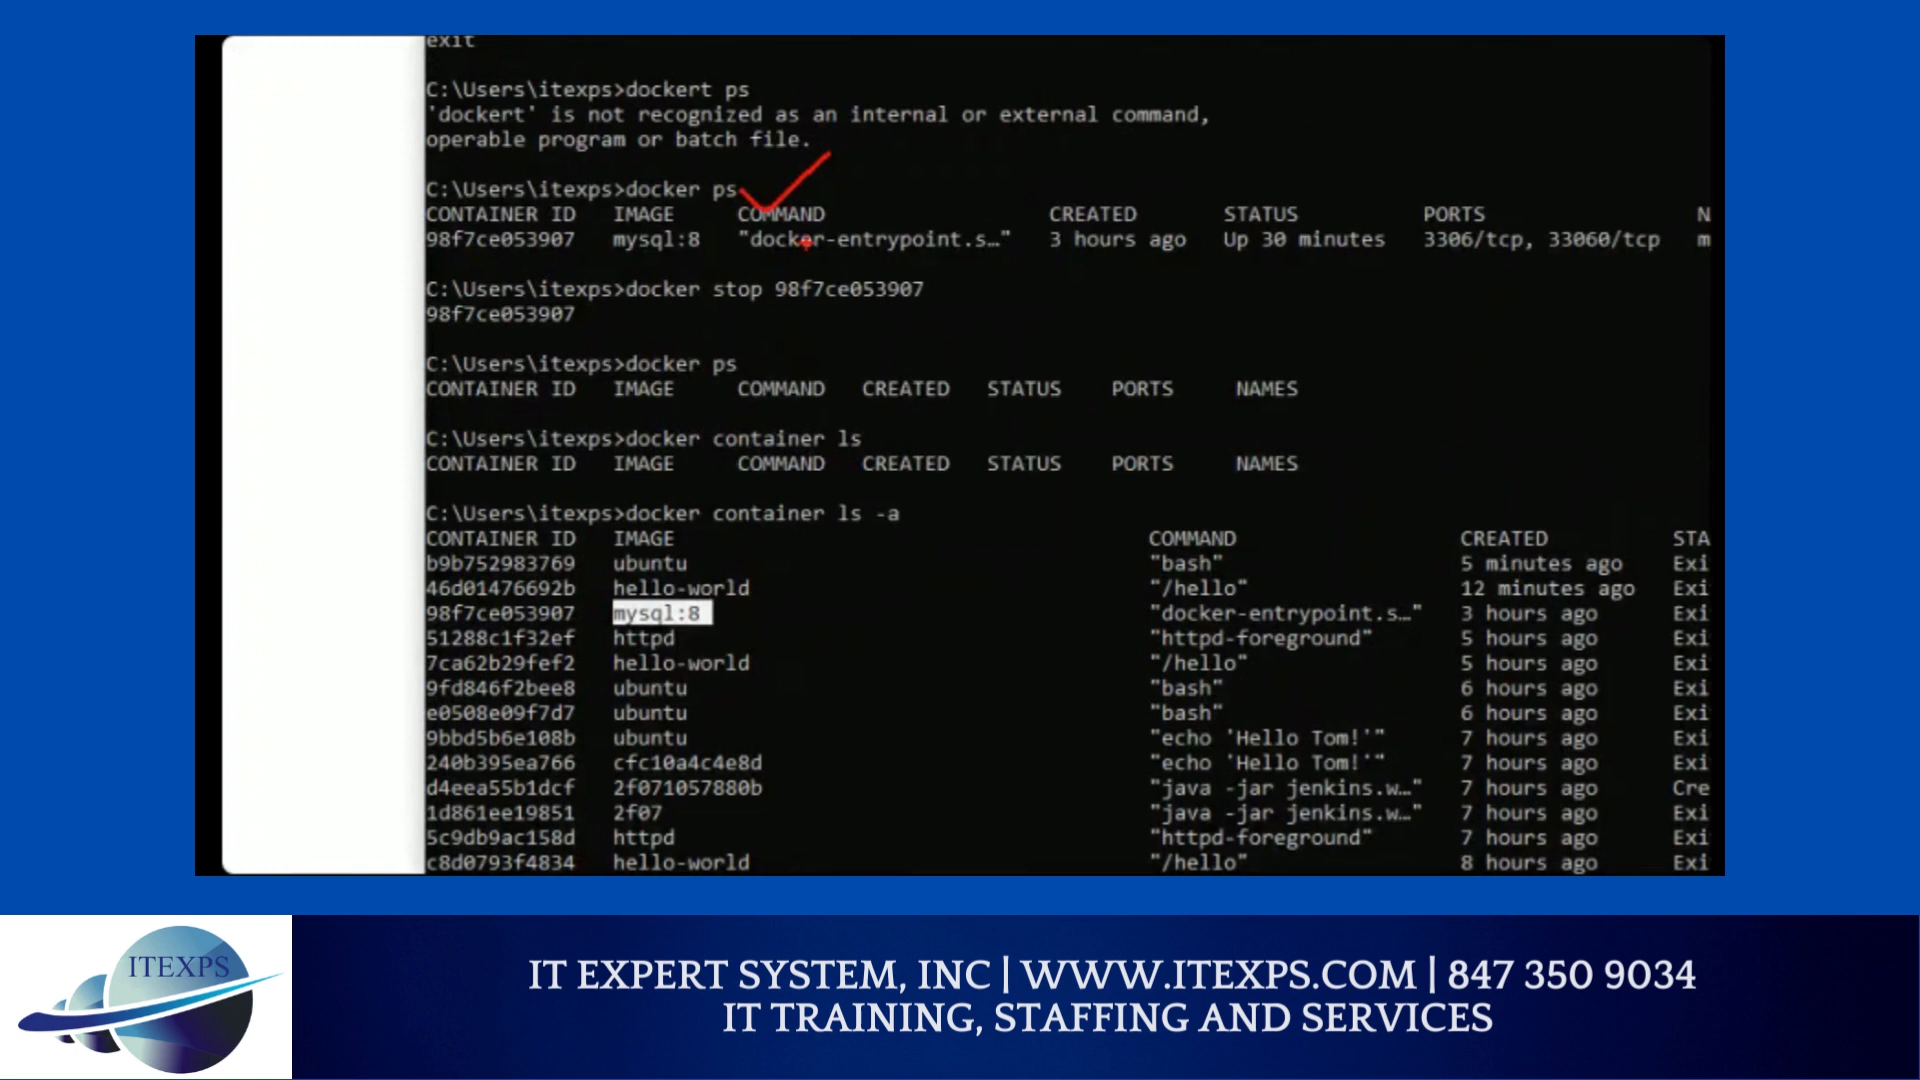 exit
C:\Users\itexps>dockert ps
'dockert' is not recognized as an internal or external command,
operable program or batch file.
C:\Users\itexps>docker ps
CONTAINER ID IMAGE COMMAND CREATED STATUS PORTS N
98f7ce053907 mysql:8 "docker-entrypoint.s…" 3 hours ago Up 30 minutes 3306/tcp, 33060/tcp m
C:\Users\itexps>docker stop 98f7ce053907
98f7ce053907
C:\Users\itexps>docker ps
CONTAINER ID IMAGE COMMAND CREATED STATUS PORTS NAMES
C:\Users\itexps>docker container ls
CONTAINER ID IMAGE COMMAND CREATED STATUS PORTS NAMES
C:\Users\itexps>docker container ls -a
CONTAINER ID IMAGE COMMAND CREATED STA
b9b752983769 ubuntu "bash" 5 minutes ago Exi
46d01476692b hello-world "/hello" 12 minutes ago Exi
98f7ce053907 mysql:8 "docker-entrypoint.s…" 3 hours ago Exi
51288c1f32ef httpd "httpd-foreground" 5 hours ago Exi
7ca62b29fef2 hello-world "/hello" 5 hours ago Exi
9fd846f2bee8 ubuntu "bash" 6 hours ago Exi
e0508e09f7d7 ubuntu "bash" 6 hours ago Exi
9bbd5b6e108b ubuntu "echo 'Hello Tom!'" 7 hours ago Exi
240b395ea766 cfc10a4c4e8d "echo 'Hello Tom!'" 7 hours ago Exi
d4eea55b1dcf 2f071057880b "java -jar jenkins.w…" 7 hours ago Cre
1d861ee19851 2f07 "java -jar jenkins.w…" 7 hours ago Exi
5c9db9ac158d httpd "httpd-foreground" 7 hours ago Exi
c8d0793f4834 hello-world "/hello" 8 hours ago Exi
ITEXPS
IT EXPERT SYSTEM, INC | WWW.ITEXPS.COM | 847 350 9034
IT TRAINING, STAFFING AND SERVICES